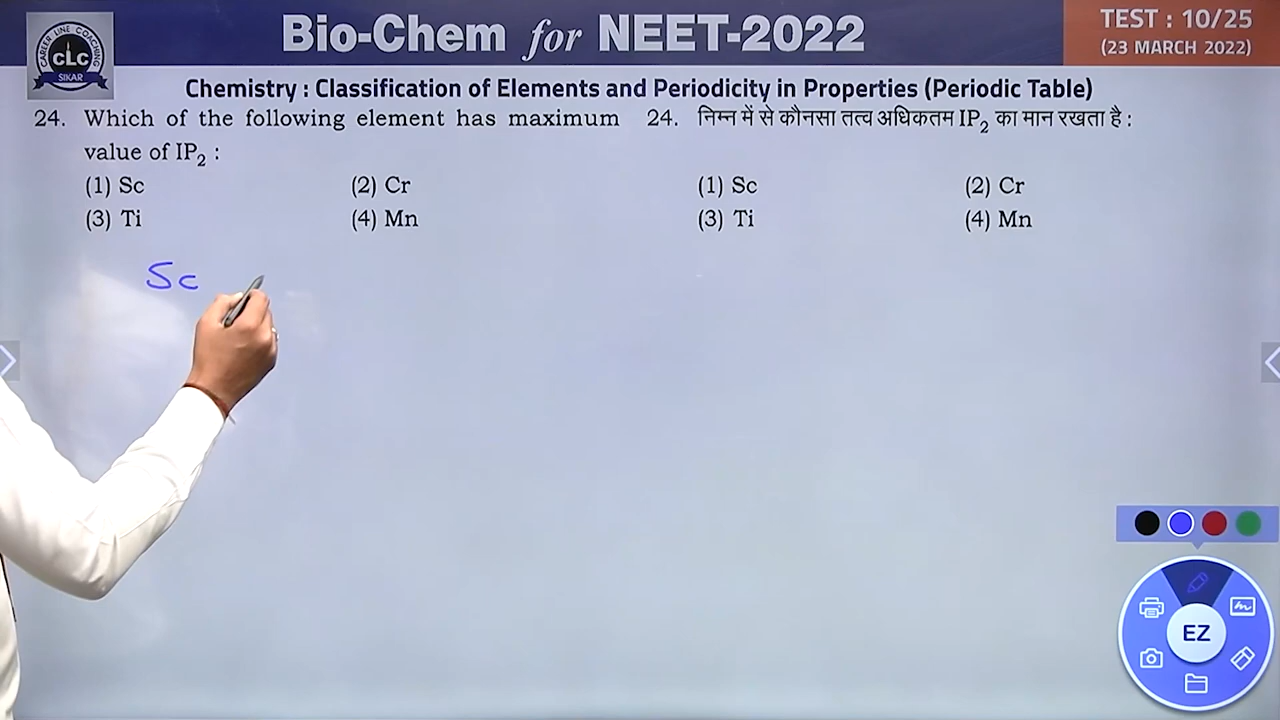 CAREER LINE COACHING
CLC
SIKAR
Bio-Chem for NEET-2022
TEST : 10/25
(23 MARCH 2022)
Chemistry : Classification of Elements and Periodicity in Properties (Periodic Table)
24. Which of the following element has maximum
value of IP₂ :
(1) Sc (2) Cr
(3) Ti (4) Mn
24. निम्न में से कौनसा तत्व अधिकतम IP₂ का मान रखता है :
(1) Sc (2) Cr
(3) Ti (4) Mn
Sc
EZ